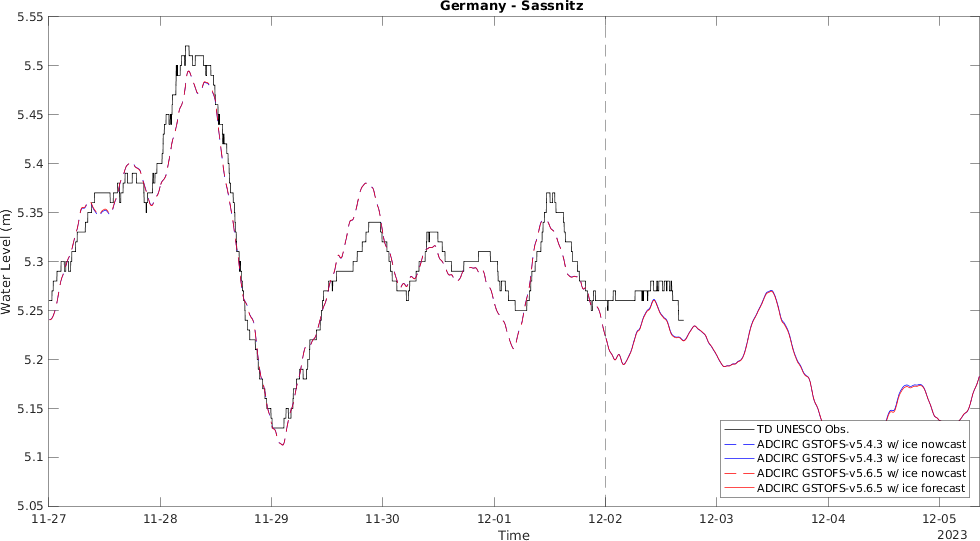 Germany - Sassnitz
5.55
5.5
5.45
5.4
5.35
5.3
5.25
5.2
5.15
5.1
5.05
Water Level (m)
11-27 11-28 11-29 11-30 12-01 12-02 12-03 12-04 12-05
Time
2023
TD UNESCO Obs.
ADCIRC GSTOFS-v5.4.3 w/ ice nowcast
ADCIRC GSTOFS-v5.4.3 w/ ice forecast
ADCIRC GSTOFS-v5.6.5 w/ ice nowcast
ADCIRC GSTOFS-v5.6.5 w/ ice forecast